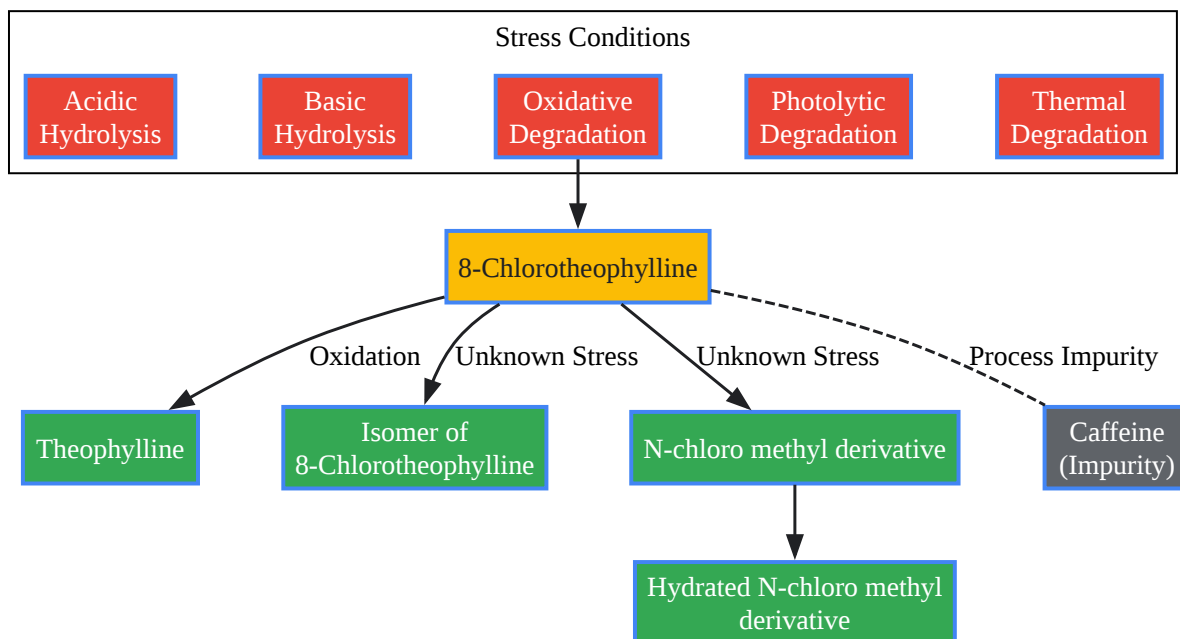 Stress Conditions
Acidic
Hydrolysis
Basic
Hydrolysis
Oxidative
Degradation
Photolytic
Degradation
Thermal
Degradation
8-Chlorotheophylline
Oxidation
Unknown Stress
Unknown Stress
Process Impurity
Theophylline
Isomer of
8-Chlorotheophylline
N-chloro methyl derivative
Caffeine
(Impurity)
Hydrated N-chloro methyl
derivative